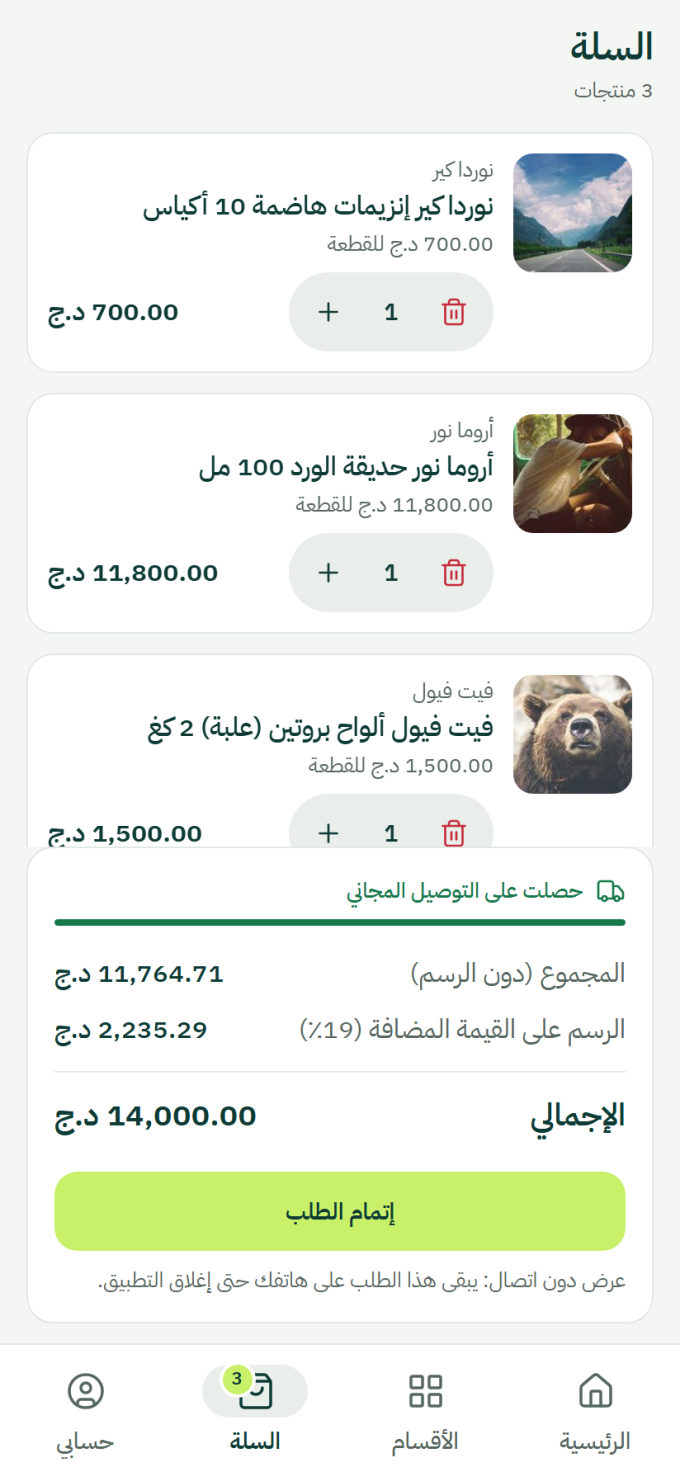 السلة
3 منتجات
نوردا كير
نوردا كير إنزيمات هاضمة 10 أكياس
700.00 د.ج للقطعة
1
700.00 د.ج
أروما نور
أروما نور حديقة الورد 100 مل
11,800.00 د.ج للقطعة
1
11,800.00 د.ج
فيت فيول
فيت فيول ألواح بروتين (علبة) 2 كغ
1,500.00 د.ج للقطعة
1
1,500.00 د.ج
حصلت على التوصيل المجاني
المجموع (دون الرسم) 11,764.71 د.ج
الرسم على القيمة المضافة (19٪) 2,235.29 د.ج
الإجمالي 14,000.00 د.ج
إتمام الطلب
عرض دون اتصال: يبقى هذا الطلب على هاتفك حتى إغلاق التطبيق.
الرئيسية
الأقسام
3
السلة
حسابي